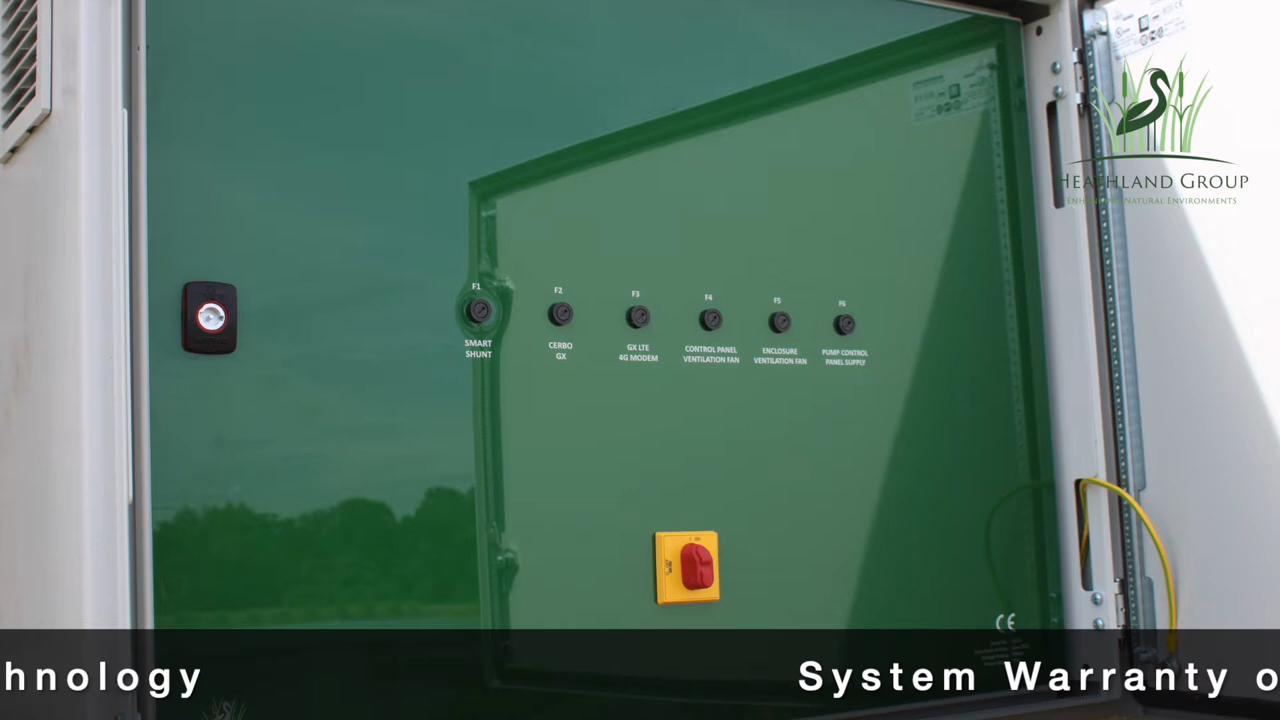 HEATHLAND GROUP
F1
F2
F3
F4
F5
F6
SMART
SHUNT
CERBO
GX
GX LTE
4G MODEM
CONTROL PANEL
VENTILATION FAN
ENCLOSURE
VENTILATION FAN
PUMP CONTROL
PANEL SUPPLY
CE
hnology
System Warranty o